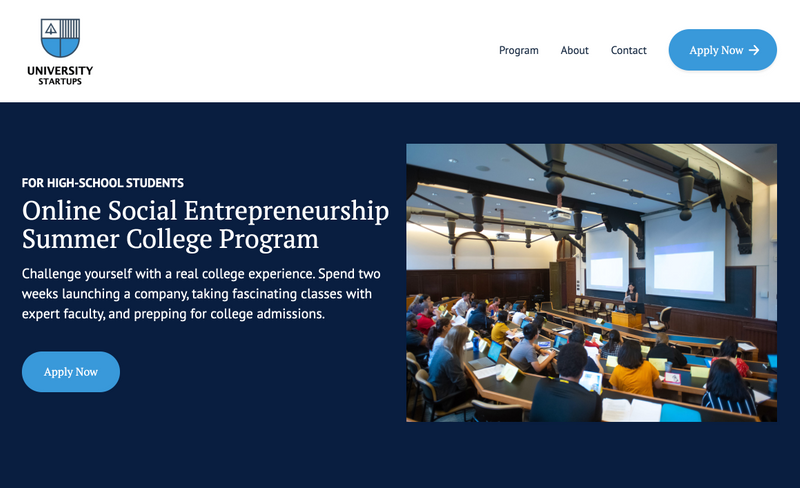 UNIVERSITY
STARTUPS
Program
About
Contact
Apply Now
FOR HIGH-SCHOOL STUDENTS
Online Social Entrepreneurship
Summer College Program
Challenge yourself with a real college experience. Spend two
weeks launching a company, taking fascinating classes with
expert faculty, and prepping for college admissions.
Apply Now